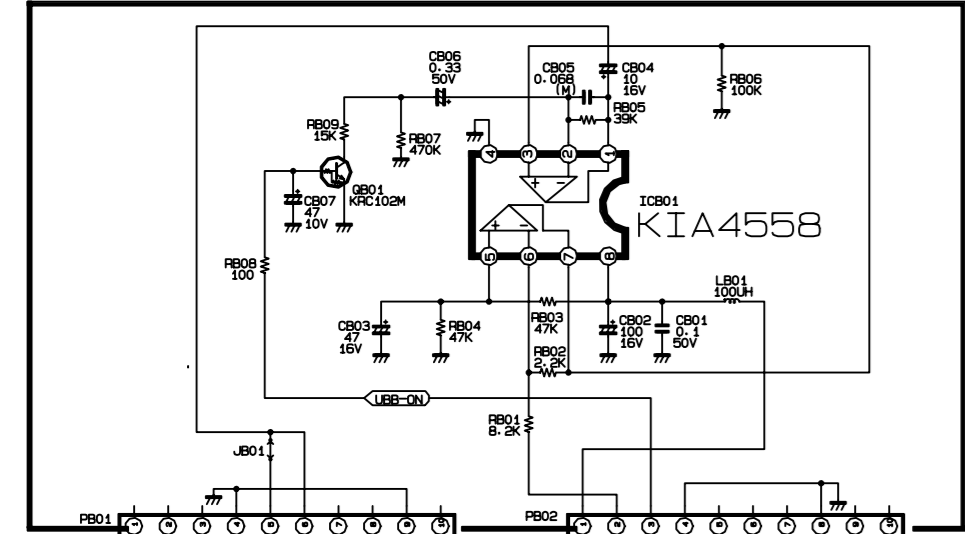 CB06
0.33
50V
CB05
0.068
(M)
CB04
10
16V
RB05
39K
RB06
100K
RB09
15K
RB07
470K
QB01
KRC102M
CB07
47
10V
4
3
2
1
+ -
ICB01
KIA4558
+ -
5
6
7
8
RB08
100
LB01
100UH
CB03
47
16V
RB04
47K
RB03
47K
CB02
100
16V
CB01
0.1
50V
RB02
2.2K
UBB-ON
RB01
8.2K
JB01
PB01
1 2 3 4 5 6 7 8 9 10
PB02
1 2 3 4 5 6 7 8 9 10